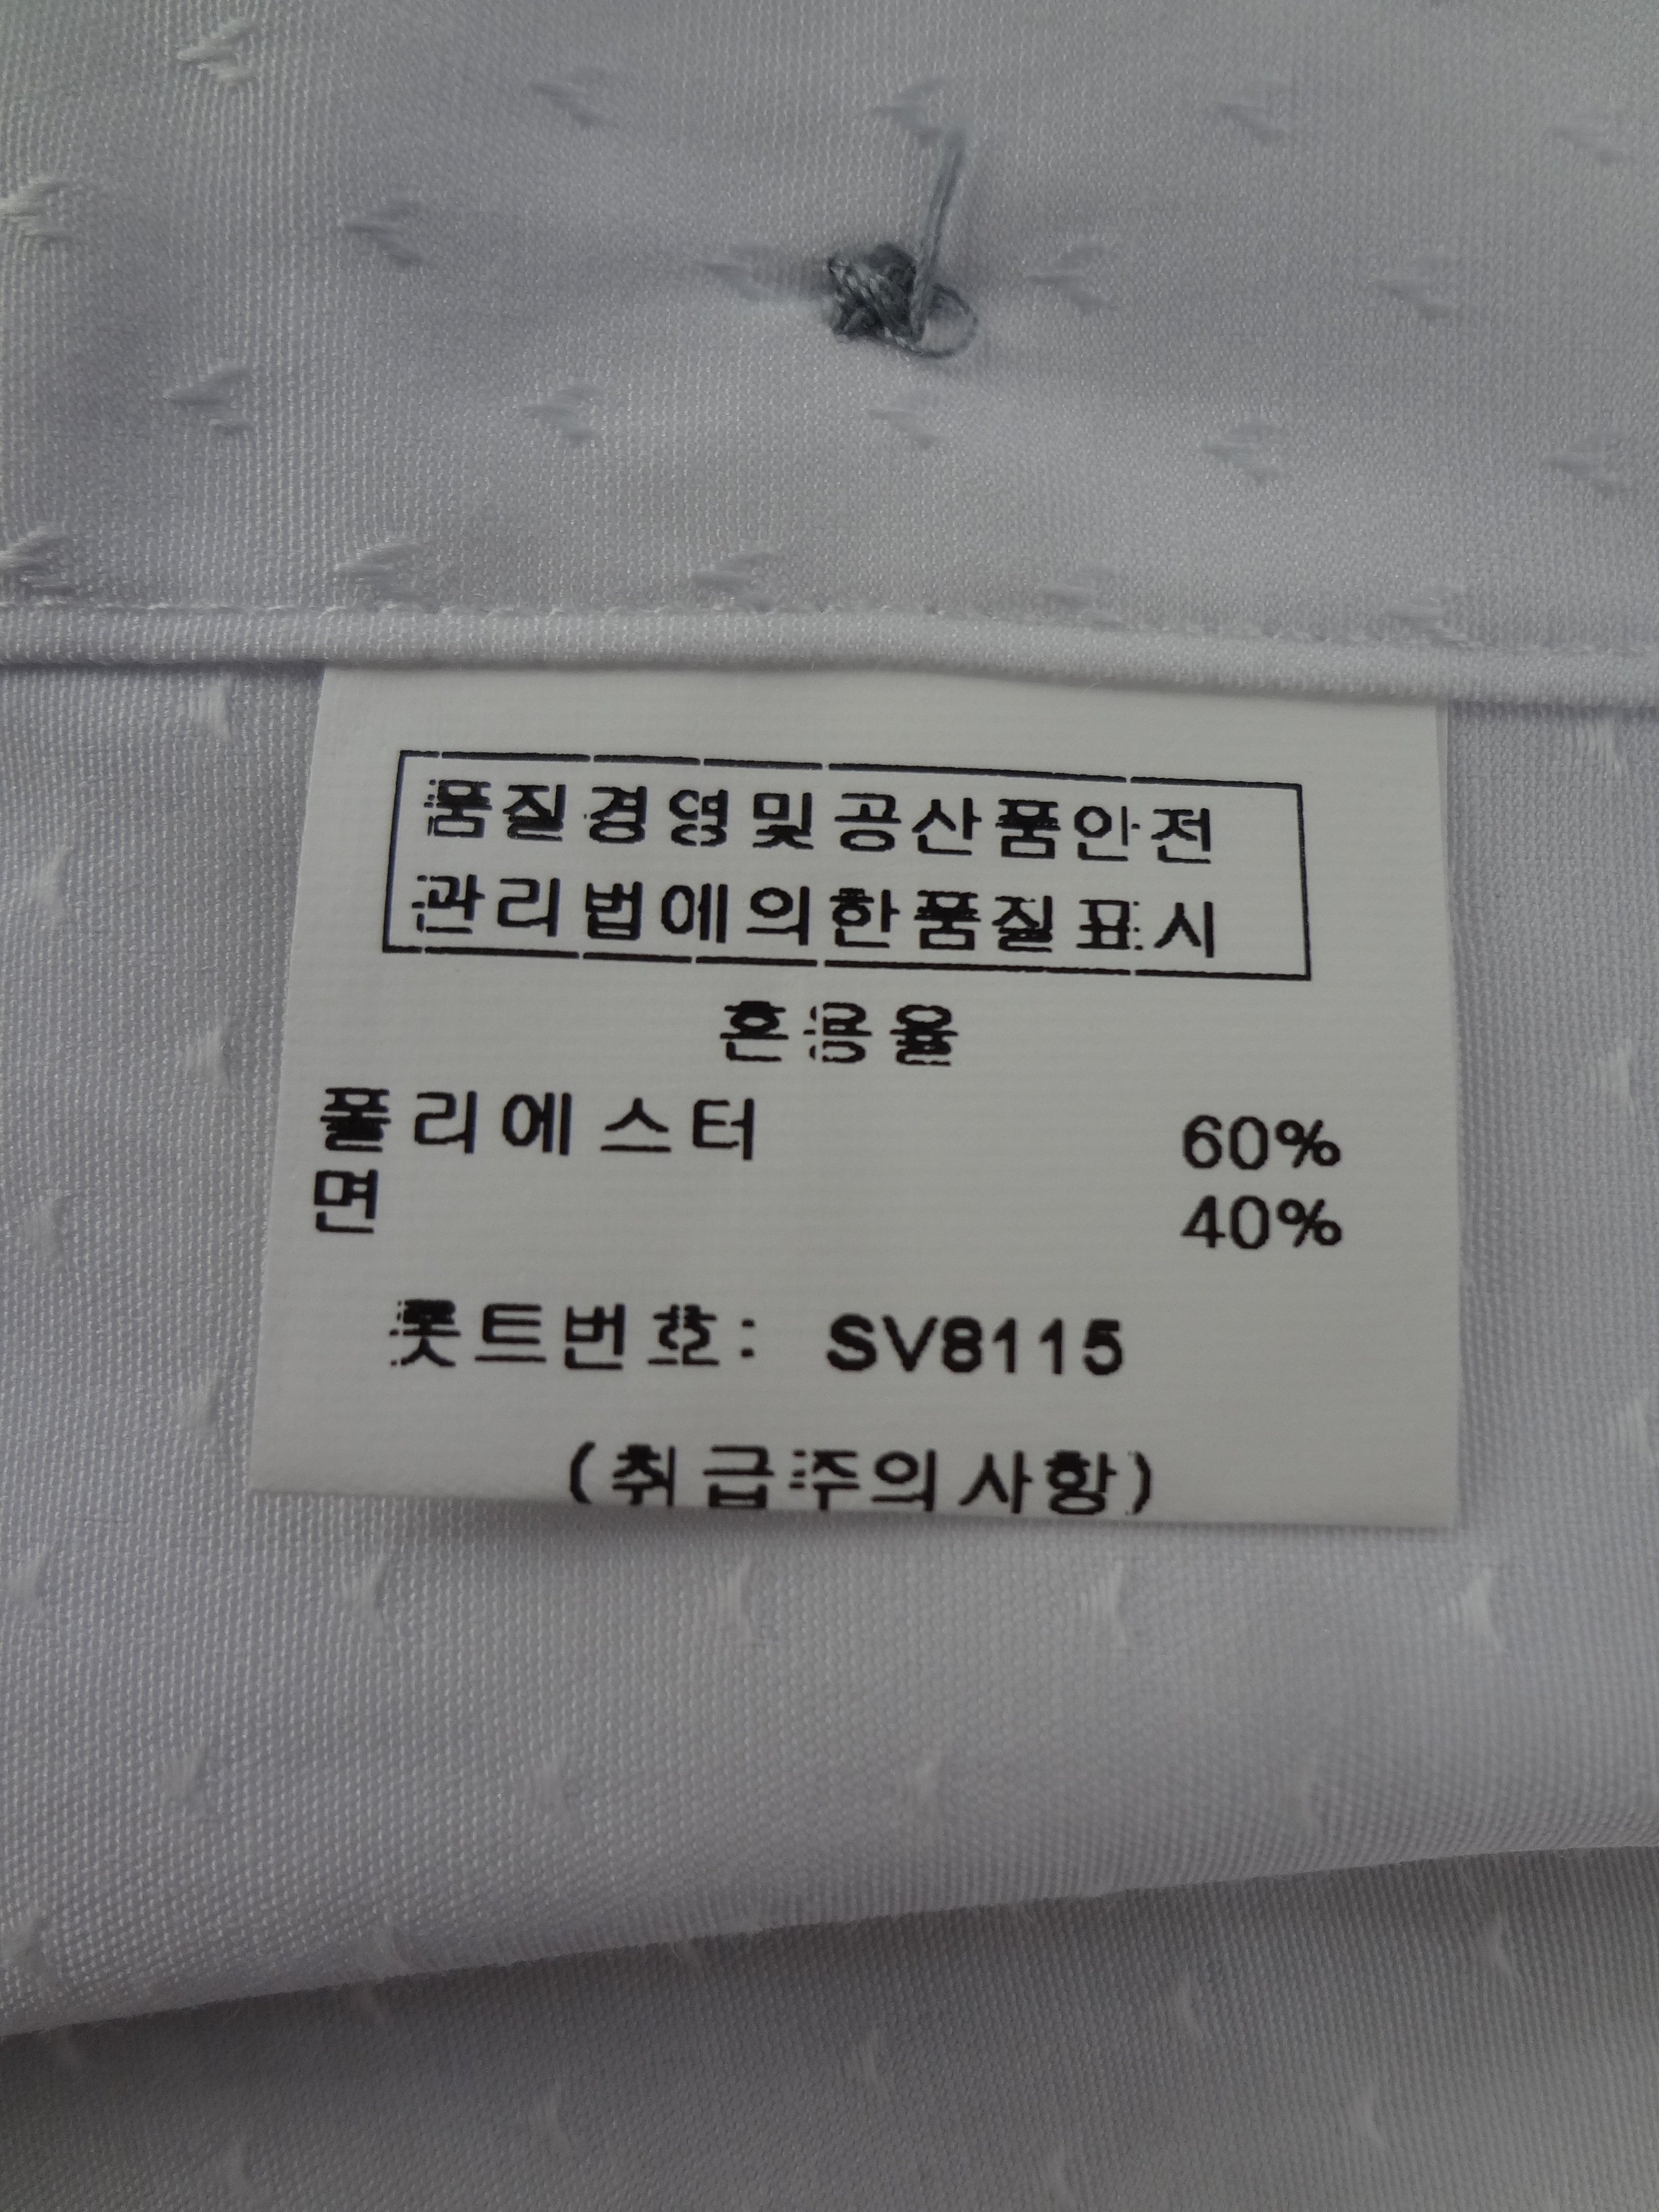 품질경영및공산품안전
관리법에의한품질표시
혼용율
폴리에스터 60%
면 40%
롯트번호: SV8115
(취급주의사항)